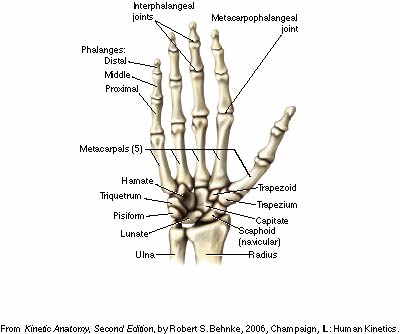 Interphalangeal
joints
Metacarpophalangeal
joint
Phalanges:
Distal
Middle
Proximal
Metacarpals (5)
Hamate
Triquetrum
Pisiform
Lunate
Ulna
Trapezoid
Trapezium
Capitate
Scaphoid
(navicular)
Radius
From Kinetic Anatomy, Second Edition, by Robert S. Behnke, 2006, Champaign, L: Human Kinetics.